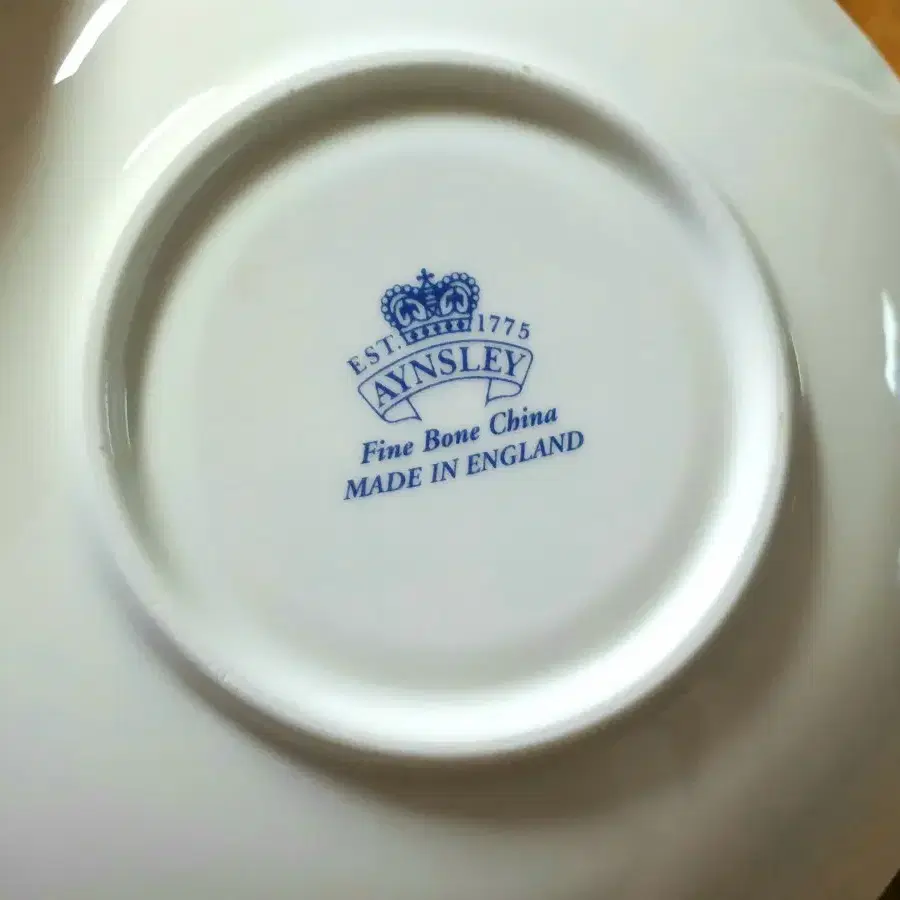 EST. 1775
AYNSLEY
Fine Bone China
MADE IN ENGLAND